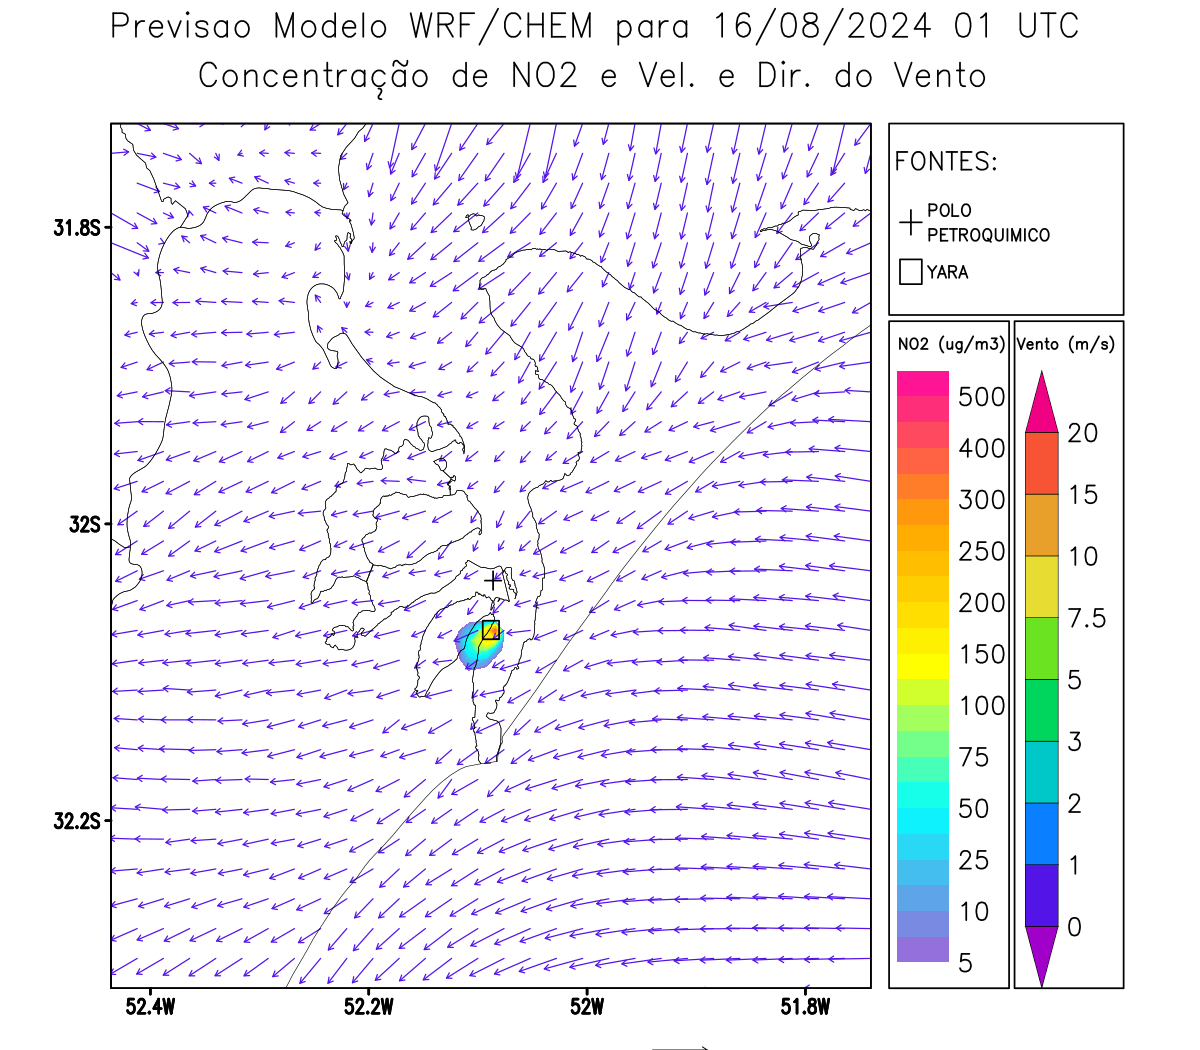 Previsao Modelo WRF/CHEM para 16/08/2024 01 UTC
Concentração de NO2 e Vel. e Dir. do Vento
FONTES:
POLO
PETROQUIMICO
YARA
NO2 (ug/m3)
500
400
300
250
200
150
100
75
50
25
10
5
Vento (m/s)
20
15
10
7.5
5
3
2
1
0
31.8S
32S
32.2S
52.4W
52.2W
52W
51.8W